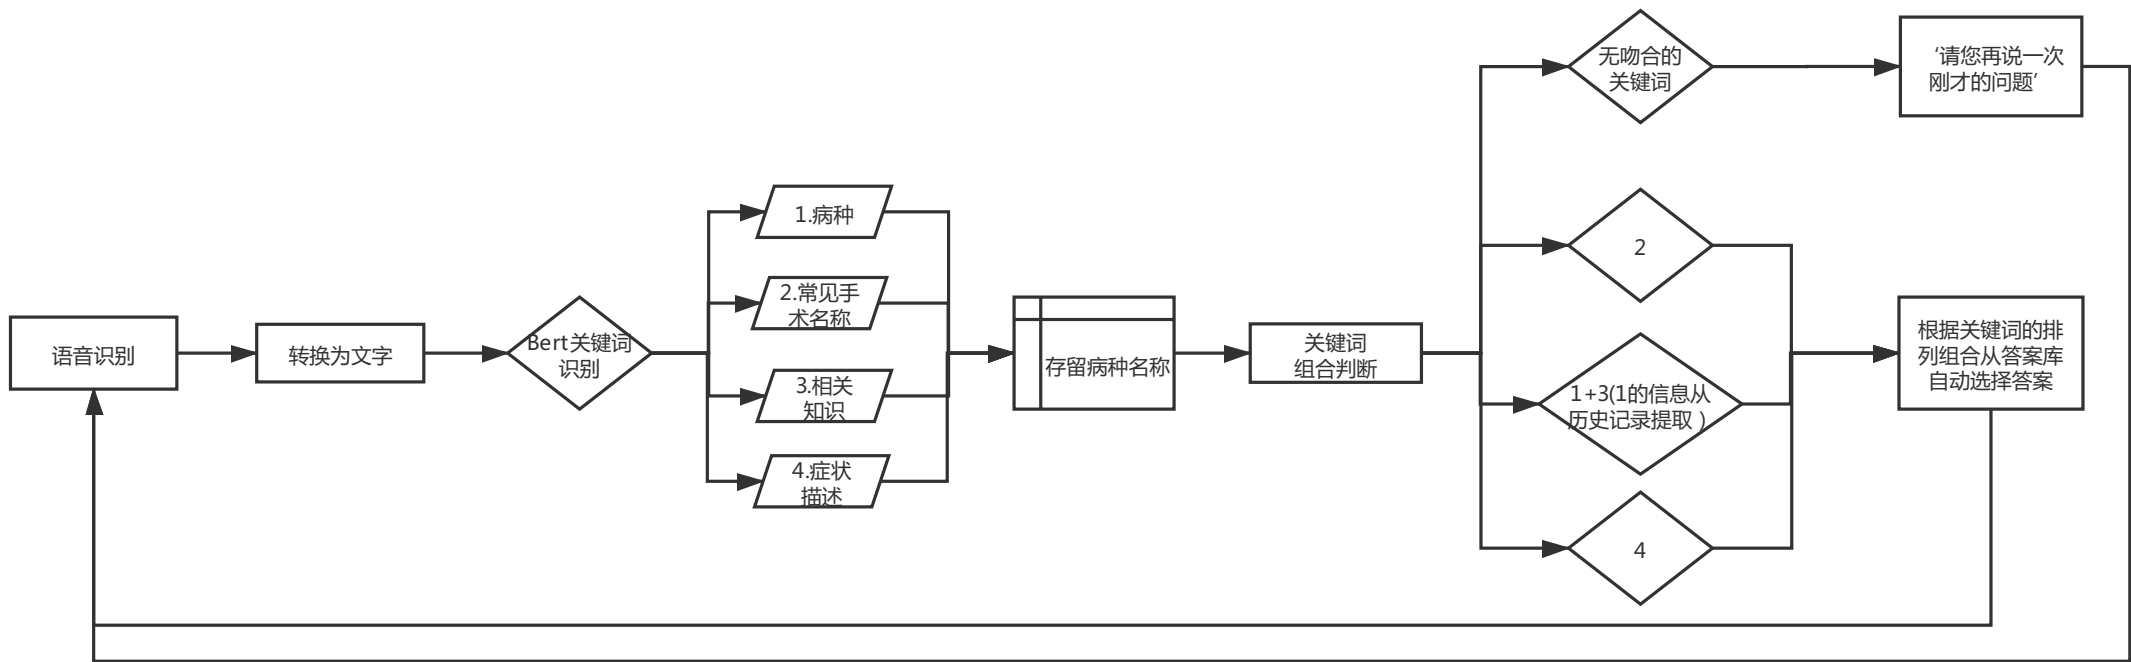 语音识别
转换为文字
Bert关键词
识别
1.病种
2.常见手
术名称
3.相关
知识
4.症状
描述
存留病种名称
关键词
组合判断
无吻合的
关键词
2
1+3(1的信息从
历史记录提取）
4
‘请您再说一次
刚才的问题’
根据关键词的排
列组合从答案库
自动选择答案